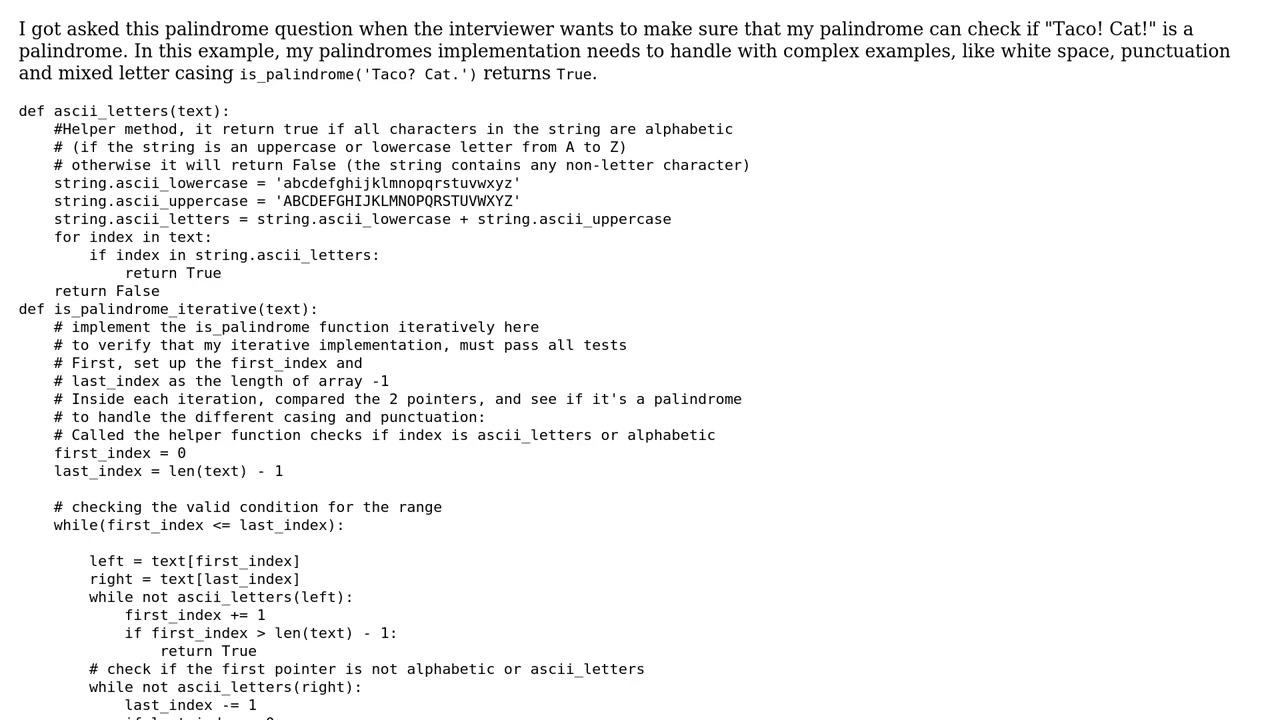 I got asked this palindrome question when the interviewer wants to make sure that my palindrome can check if "Taco! Cat!" is a
palindrome. In this example, my palindromes implementation needs to handle with complex examples, like white space, punctuation
and mixed letter casing is_palindrome('Taco? Cat.') returns True.
def ascii_letters(text):
    #Helper method, it return true if all characters in the string are alphabetic
    # (if the string is an uppercase or lowercase letter from A to Z)
    # otherwise it will return False (the string contains any non-letter character)
    string.ascii_lowercase = 'abcdefghijklmnopqrstuvwxyz'
    string.ascii_uppercase = 'ABCDEFGHIJKLMNOPQRSTUVWXYZ'
    string.ascii_letters = string.ascii_lowercase + string.ascii_uppercase
    for index in text:
        if index in string.ascii_letters:
            return True
    return False
def is_palindrome_iterative(text):
    # implement the is_palindrome function iteratively here
    # to verify that my iterative implementation, must pass all tests
    # First, set up the first_index and
    # last_index as the length of array -1
    # Inside each iteration, compared the 2 pointers, and see if it's a palindrome
    # to handle the different casing and punctuation:
    # Called the helper function checks if index is ascii_letters or alphabetic
    first_index = 0
    last_index = len(text) - 1
    # checking the valid condition for the range
    while(first_index <= last_index):
        left = text[first_index]
        right = text[last_index]
        while not ascii_letters(left):
            first_index += 1
            if first_index > len(text) - 1:
                return True
        # check if the first pointer is not alphabetic or ascii_letters
        while not ascii_letters(right):
            last_index -= 1